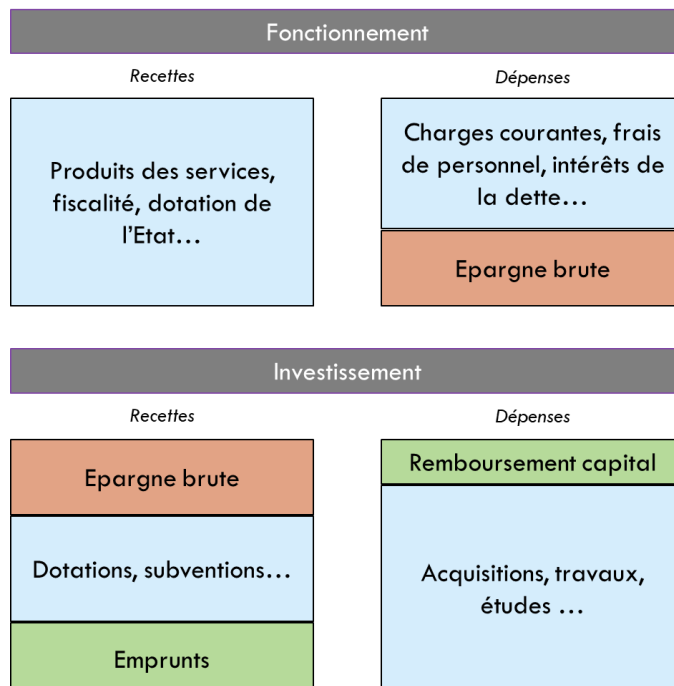 Fonctionnement
Recettes
Dépenses
Produits des services,
fiscalité, dotation de
l'Etat...
Charges courantes, frais
de personnel, intérêts de
la dette...
Epargne brute
Investissement
Recettes
Dépenses
Epargne brute
Dotations, subventions...
Emprunts
Remboursement capital
Acquisitions, travaux,
études ...